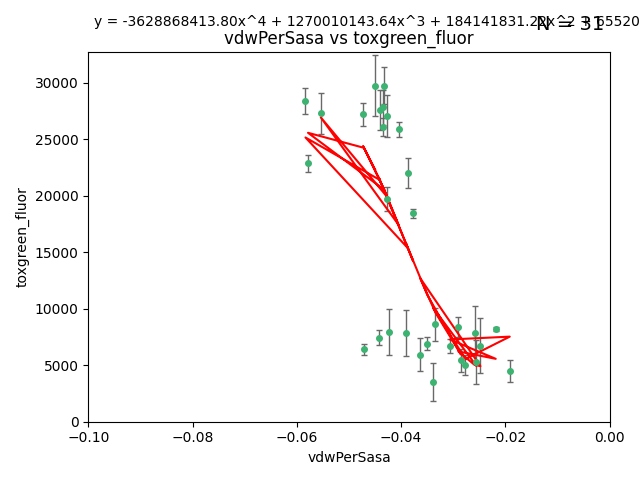 y = -3628868413.80x^4 + 1270010143.64x^3 + 184141831.22x^2 + 65520
N = 31
vdwPerSasa vs toxgreen_fluor
30000
25000
20000
15000
10000
5000
0
toxgreen_fluor
−0.10 −0.08 −0.06 −0.04 −0.02 0.00
vdwPerSasa